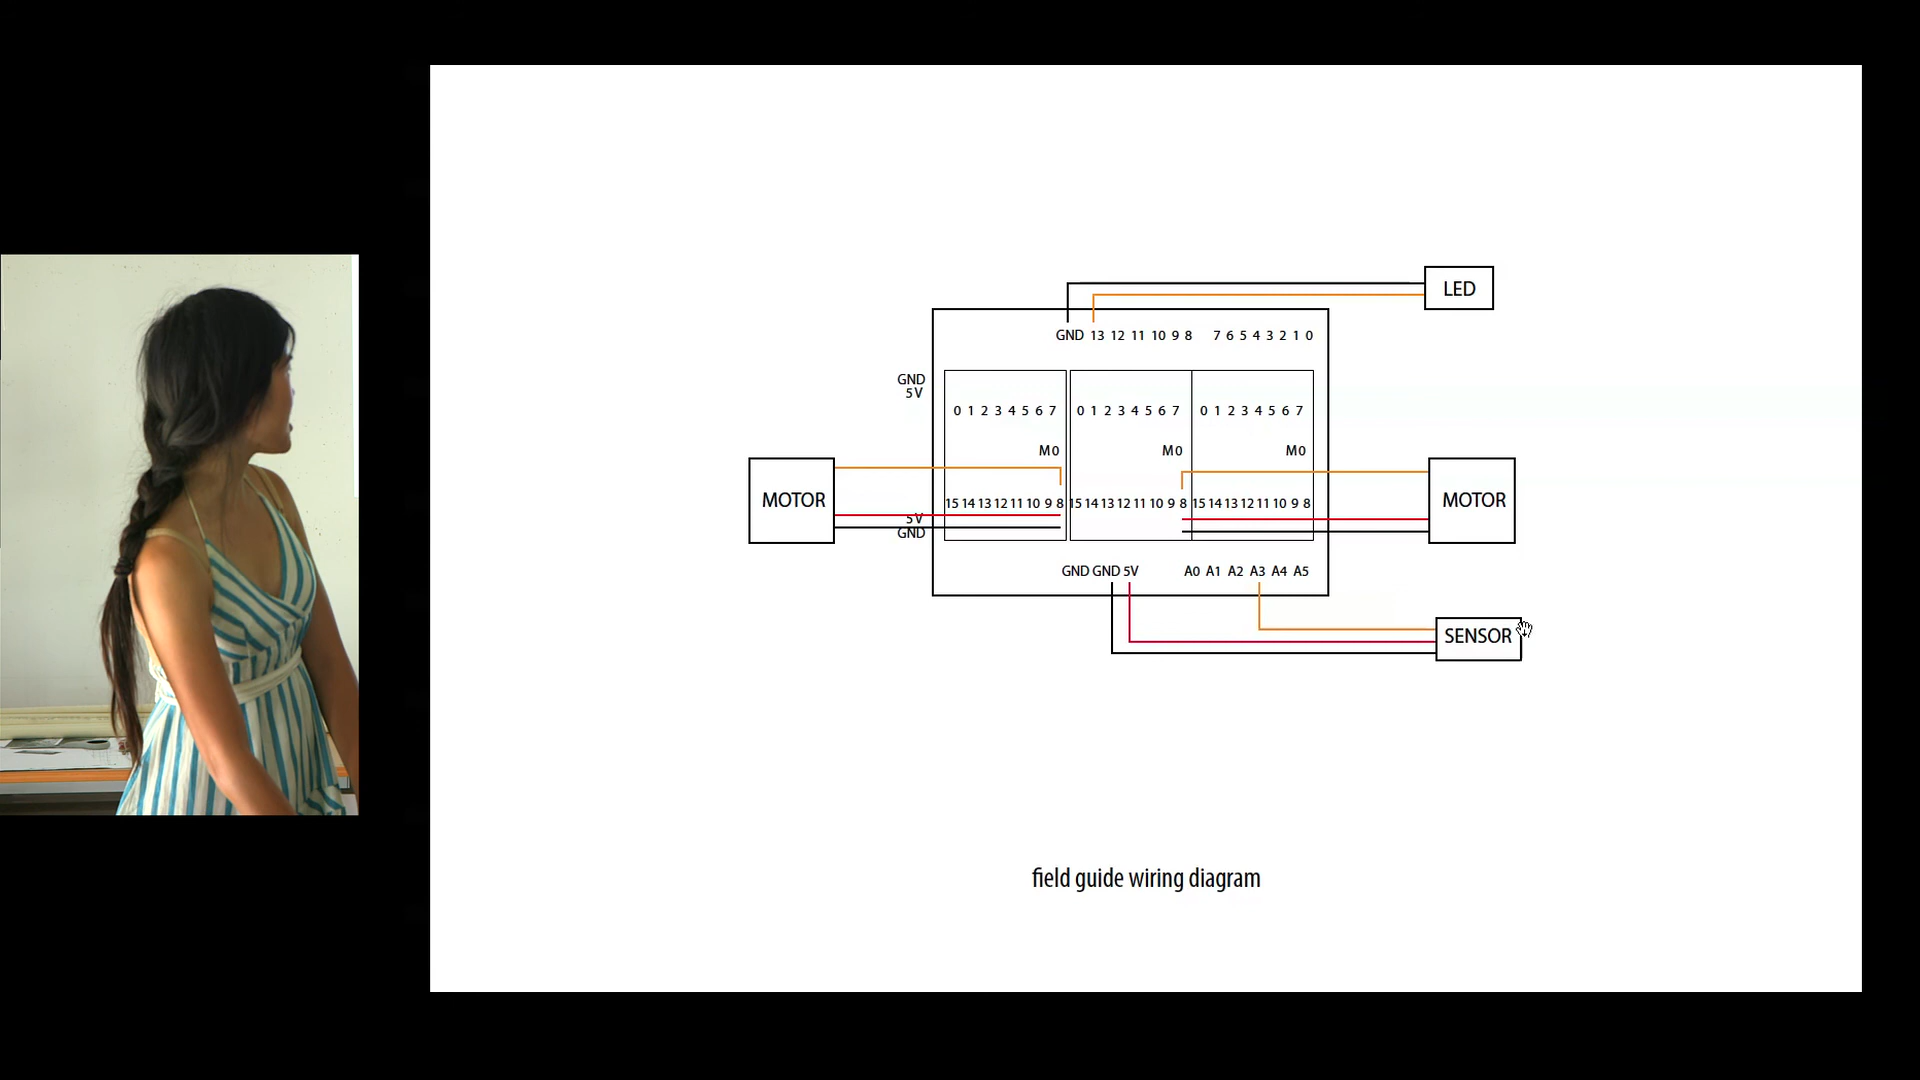 LED
GND 13 12 11 10 9 8 7 6 5 4 3 2 1 0
GND
5V
0 1 2 3 4 5 6 7 0 1 2 3 4 5 6 7 0 1 2 3 4 5 6 7
M0 M0 M0
MOTOR
MOTOR
15 14 13 12 11 10 9 8 15 14 13 12 11 10 9 8 15 14 13 12 11 10 9 8
5V
GND
GND GND 5V A0 A1 A2 A3 A4 A5
SENSOR
field guide wiring diagram